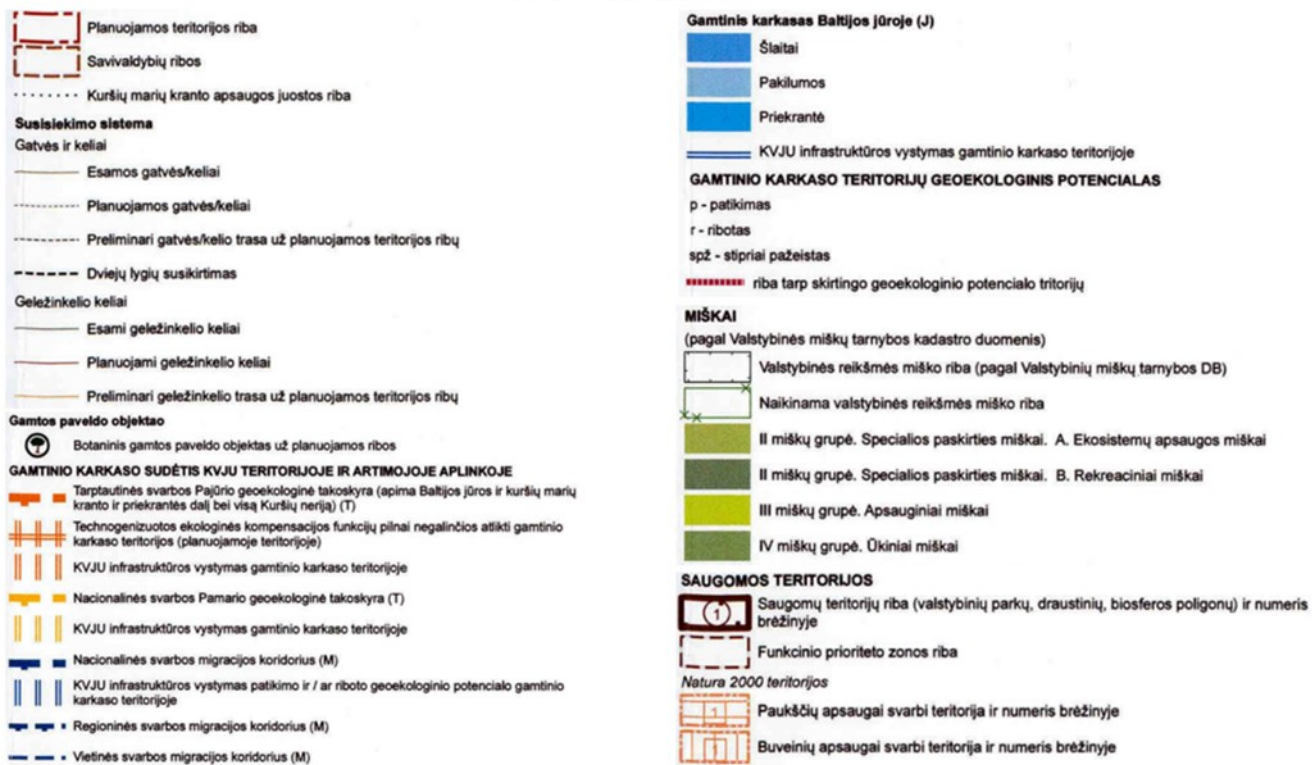 Planuojamos teritorijos riba
Savivaldybių ribos
Kuršių marių kranto apsaugos juostos riba
Susisiekimo sistema
Gatvės ir keliai
Esamos gatvės/keliai
Planuojamos gatvės/keliai
Preliminari gatvės/kelio trasa už planuojamos teritorijos ribų
Dviejų lygių susikirtimas
Geležinkelio keliai
Esami geležinkelio keliai
Planuojami geležinkelio keliai
Preliminari geležinkelio trasa už planuojamos teritorijos ribų
Gamtos paveldo objektao
Botaninis gamtos paveldo objektas už planuojamos ribos
GAMTINIO KARKASO SUDĖTIS KVJU TERITORIJOJE IR ARTIMOJOJE APLINKOJE
Tarptautinės svarbos Pajūrio geoekologinė takoskyra (apima Baltijos jūros ir kuršių marių
kranto ir priekrantės dalį bei visą Kuršių neriją) (T)
Technogenizuotos ekologinės kompensacijos funkcijų pilnai negalinčios atlikti gamtinio
karkaso teritorijos (planuojamoje teritorijoje)
KVJU infrastruktūros vystymas gamtinio karkaso teritorijoje
Nacionalinės svarbos Pamario geoekologinė takoskyra (T)
KVJU infrastruktūros vystymas gamtinio karkaso teritorijoje
Nacionalinės svarbos migracijos koridorius (M)
KVJU infrastruktūros vystymas patikimo ir / ar riboto geoekologinio potencialo gamtinio
karkaso teritorijoje
Regioninės svarbos migracijos koridorius (M)
Vietinės svarbos migracijos koridorius (M)
Gamtinis karkasas Baltijos jūroje (J)
Šlaitai
Pakilumos
Priekrantė
KVJU infrastruktūros vystymas gamtinio karkaso teritorijoje
GAMTINIO KARKASO TERITORIJŲ GEOEKOLOGINIS POTENCIALAS
p - patikimas
r - ribotas
spž - stipriai pažeistas
riba tarp skirtingo geoekologinio potencialo tritorijų
MIŠKAI
(pagal Valstybinės miškų tarnybos kadastro duomenis)
Valstybinės reikšmės miško riba (pagal Valstybinių miškų tarnybos DB)
Naikinama valstybinės reikšmės miško riba
II miškų grupė. Specialios paskirties miškai. A. Ekosistemų apsaugos miškai
II miškų grupė. Specialios paskirties miškai. B. Rekreaciniai miškai
III miškų grupė. Apsauginiai miškai
IV miškų grupė. Ūkiniai miškai
SAUGOMOS TERITORIJOS
1 Saugomų teritorijų riba (valstybinių parkų, draustinių, biosferos poligonų) ir numeris
brėžinyje
Funkcinio prioriteto zonos riba
Natura 2000 teritorijos
1 Paukščių apsaugai svarbi teritorija ir numeris brėžinyje
1 Buveinių apsaugai svarbi teritorija ir numeris brėžinyje